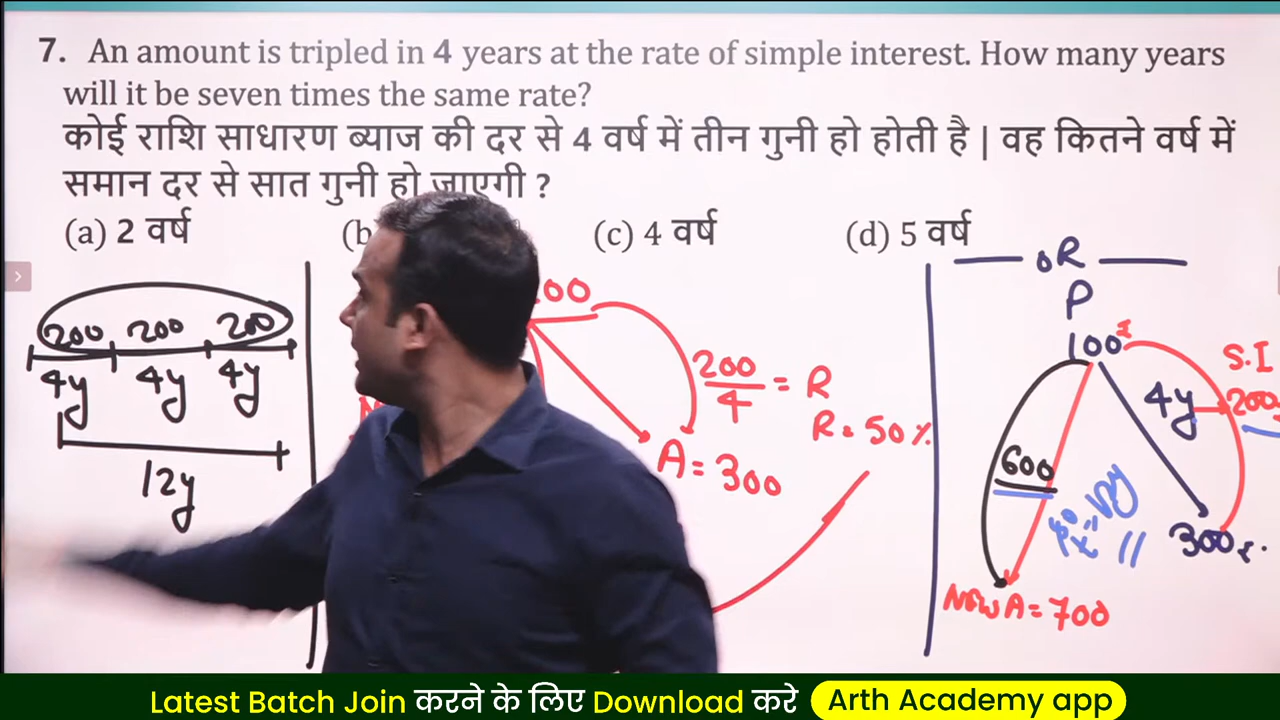 7. An amount is tripled in 4 years at the rate of simple interest. How many years
will it be seven times the same rate?
कोई राशि साधारण ब्याज की दर से 4 वर्ष में तीन गुनी हो होती है | वह कितने वर्ष में
समान दर से सात गुनी हो जाएगी ?
(a) 2 वर्ष (b (c) 4 वर्ष (d) 5 वर्ष
200 200 200
4y 4y 4y
12y
00
200/4 = R
R = 50 %
A = 300
OR
P
100
S.I
4y 200
600
12y
300
New A = 700
Latest Batch Join करने के लिए Download करे Arth Academy app